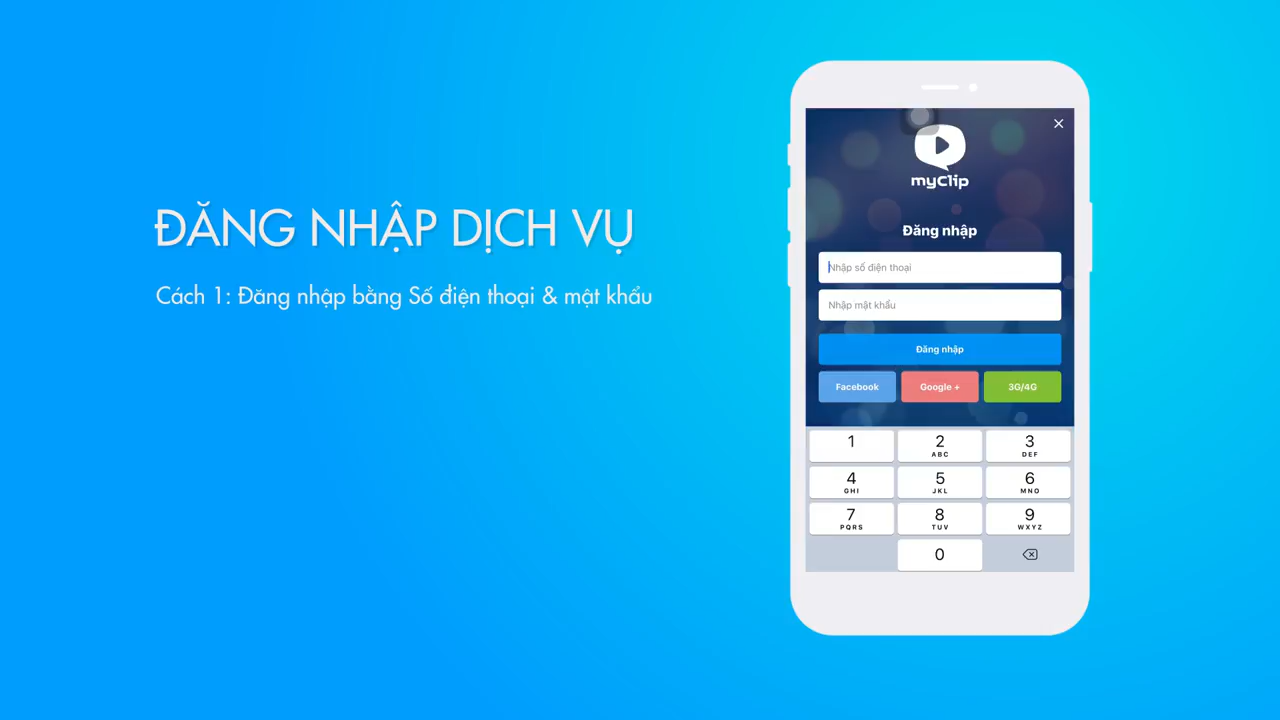 ĐĂNG NHẬP DỊCH VỤ
Cách 1: Đăng nhập bằng Số điện thoại & mật khẩu
myClip
Đăng nhập
Nhập số điện thoại
Nhập mật khẩu
Đăng nhập
Facebook Google + 3G/4G
1 2 3
ABC DEF
4 5 6
GHI JKL MNO
7 8 9
PQRS TUV WXYZ
0